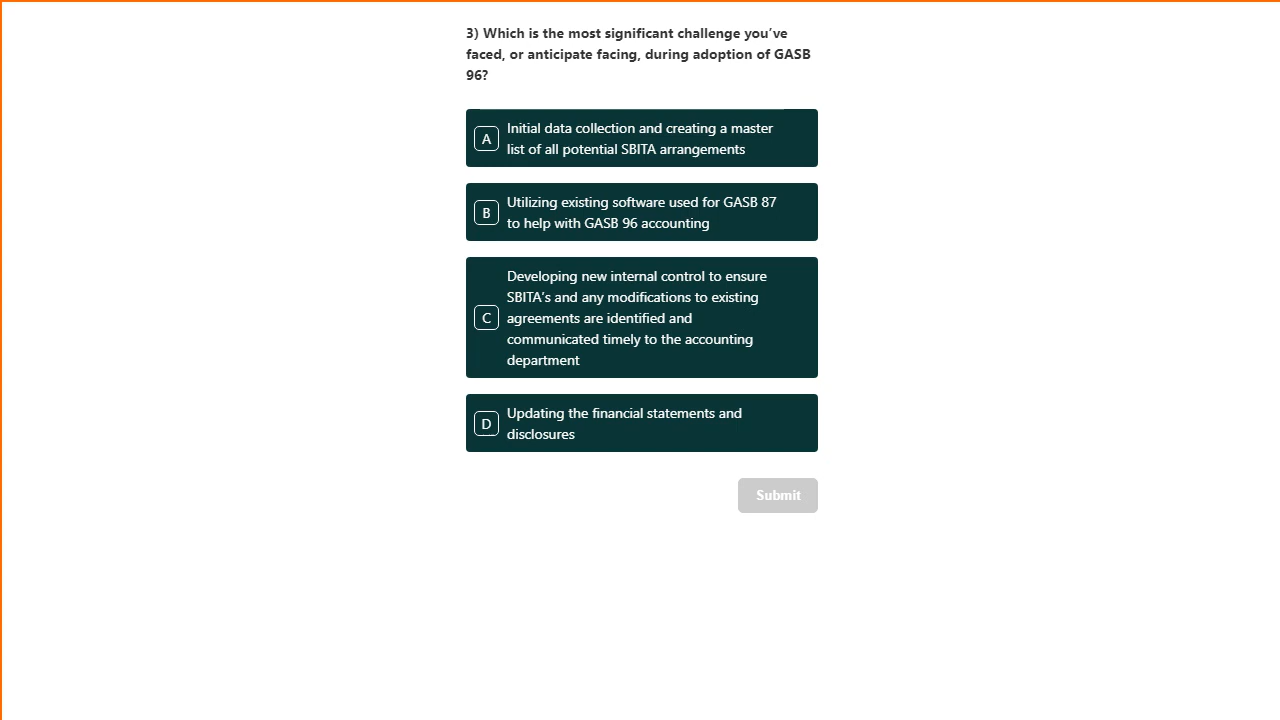 3) Which is the most significant challenge you've
faced, or anticipate facing, during adoption of GASB
96?
A
Initial data collection and creating a master
list of all potential SBITA arrangements
B
Utilizing existing software used for GASB 87
to help with GASB 96 accounting
C
Developing new internal control to ensure
SBITA's and any modifications to existing
agreements are identified and
communicated timely to the accounting
department
D
Updating the financial statements and
disclosures
Submit